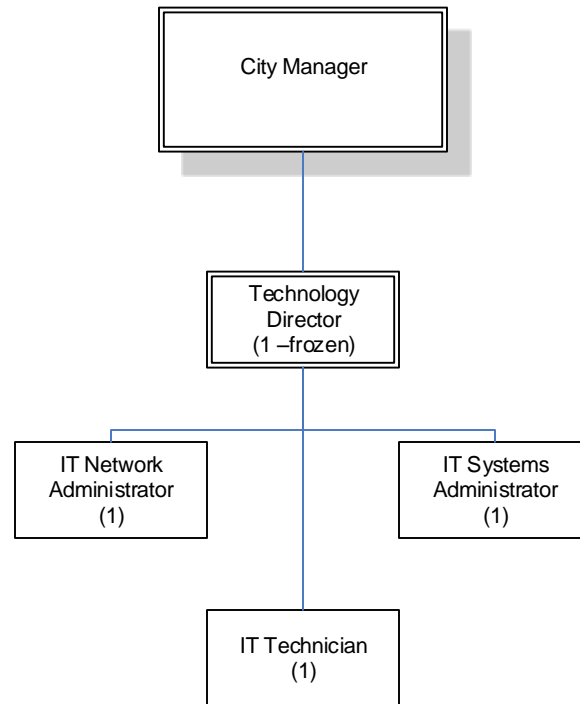 City Manager
Technology
Director
(1 –frozen)
IT Network
Administrator
(1)
IT Systems
Administrator
(1)
IT Technician
(1)